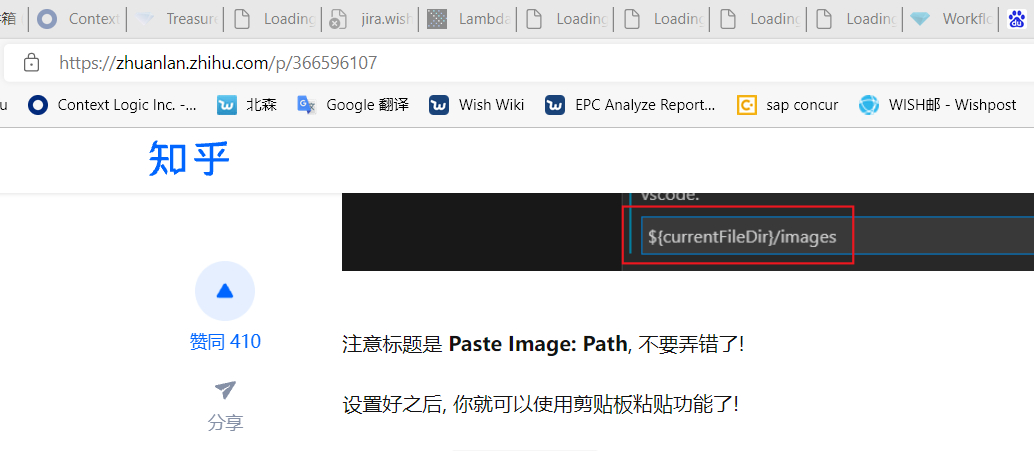 箱
Context
Treasure
Loading
jira.wish
Lambda
Loading
Loading
Loading
Loading
Workflo
du
https://zhuanlan.zhihu.com/p/366596107
u
Context Logic Inc. -...
北森
Google 翻译
Wish Wiki
EPC Analyze Report...
sap concur
WISH邮 - Wishpost
知乎
vscode.
${currentFileDir}/images
赞同 410
分享
注意标题是 Paste Image: Path, 不要弄错了!
设置好之后, 你就可以使用剪贴板粘贴功能了!